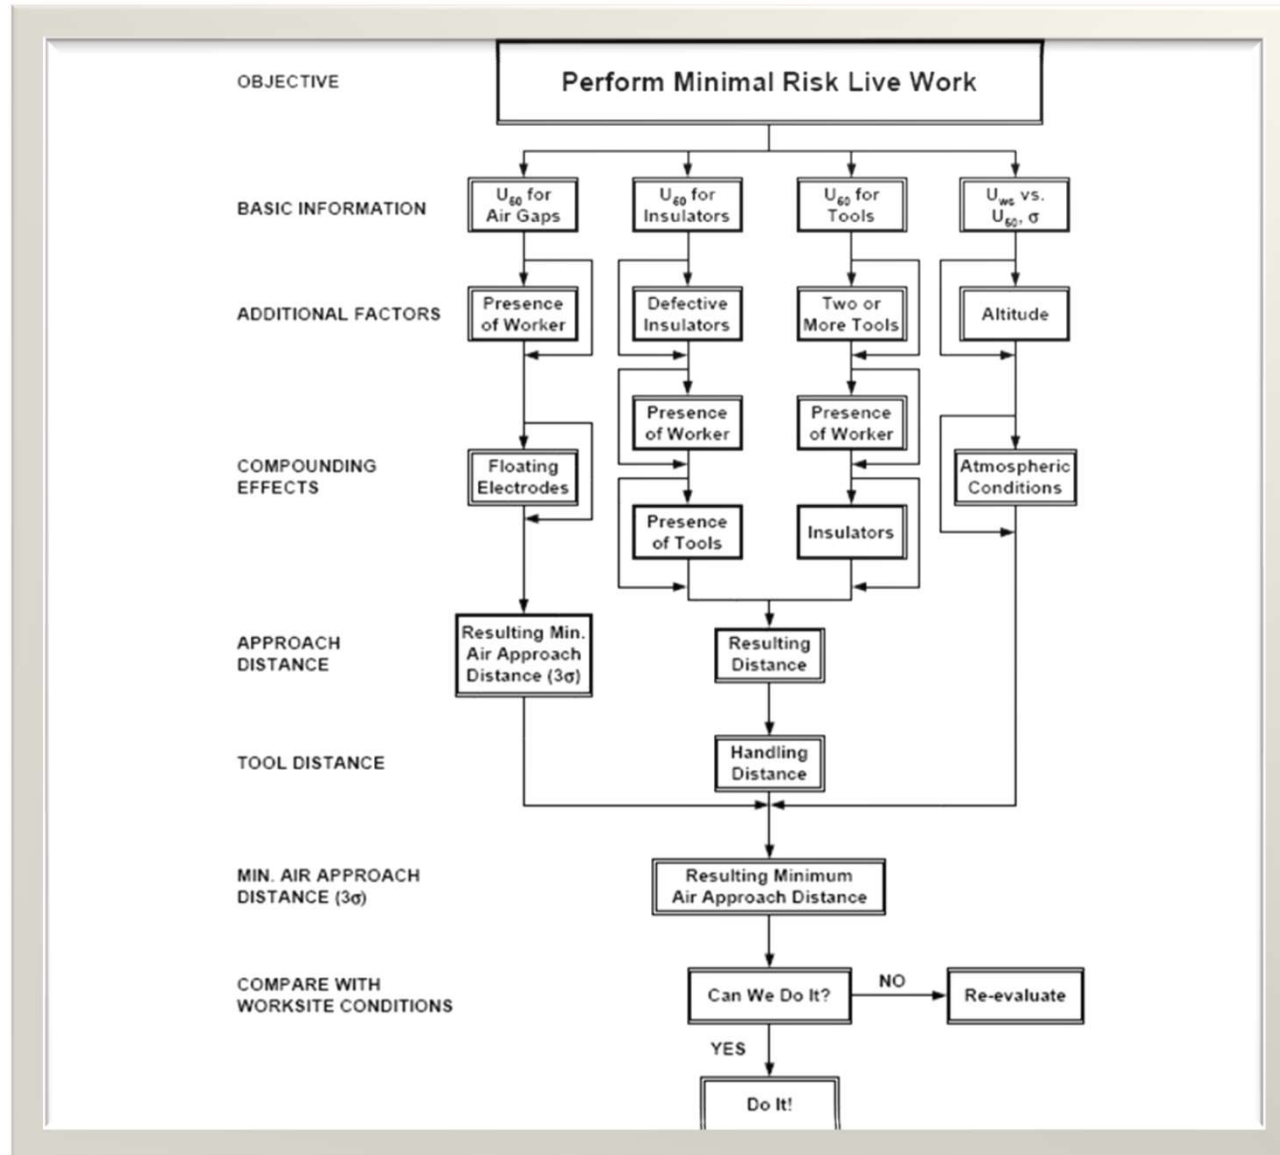 OBJECTIVE
Perform Minimal Risk Live Work
BASIC INFORMATION
U₅₀ for
Air Gaps
U₅₀ for
Insulators
U₅₀ for
Tools
Uws vs.
U₅₀, σ
ADDITIONAL FACTORS
Presence
of Worker
Defective
Insulators
Two or
More Tools
Altitude
Presence
of Worker
Presence
of Worker
COMPOUNDING
EFFECTS
Floating
Electrodes
Atmospheric
Conditions
Presence
of Tools
Insulators
APPROACH
DISTANCE
Resulting Min.
Air Approach
Distance (3σ)
Resulting
Distance
TOOL DISTANCE
Handling
Distance
MIN. AIR APPROACH
DISTANCE (3σ)
Resulting Minimum
Air Approach Distance
COMPARE WITH
WORKSITE CONDITIONS
Can We Do It?
NO
Re-evaluate
YES
Do It!